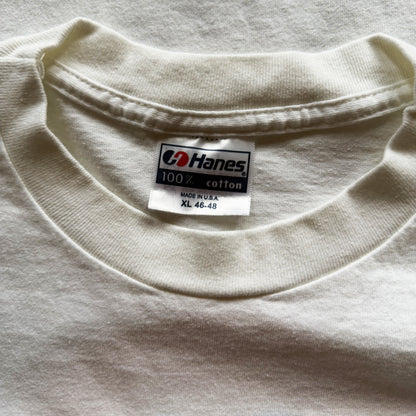 Hanes
100% cotton
MADE IN U.S.A.
XL 46-48